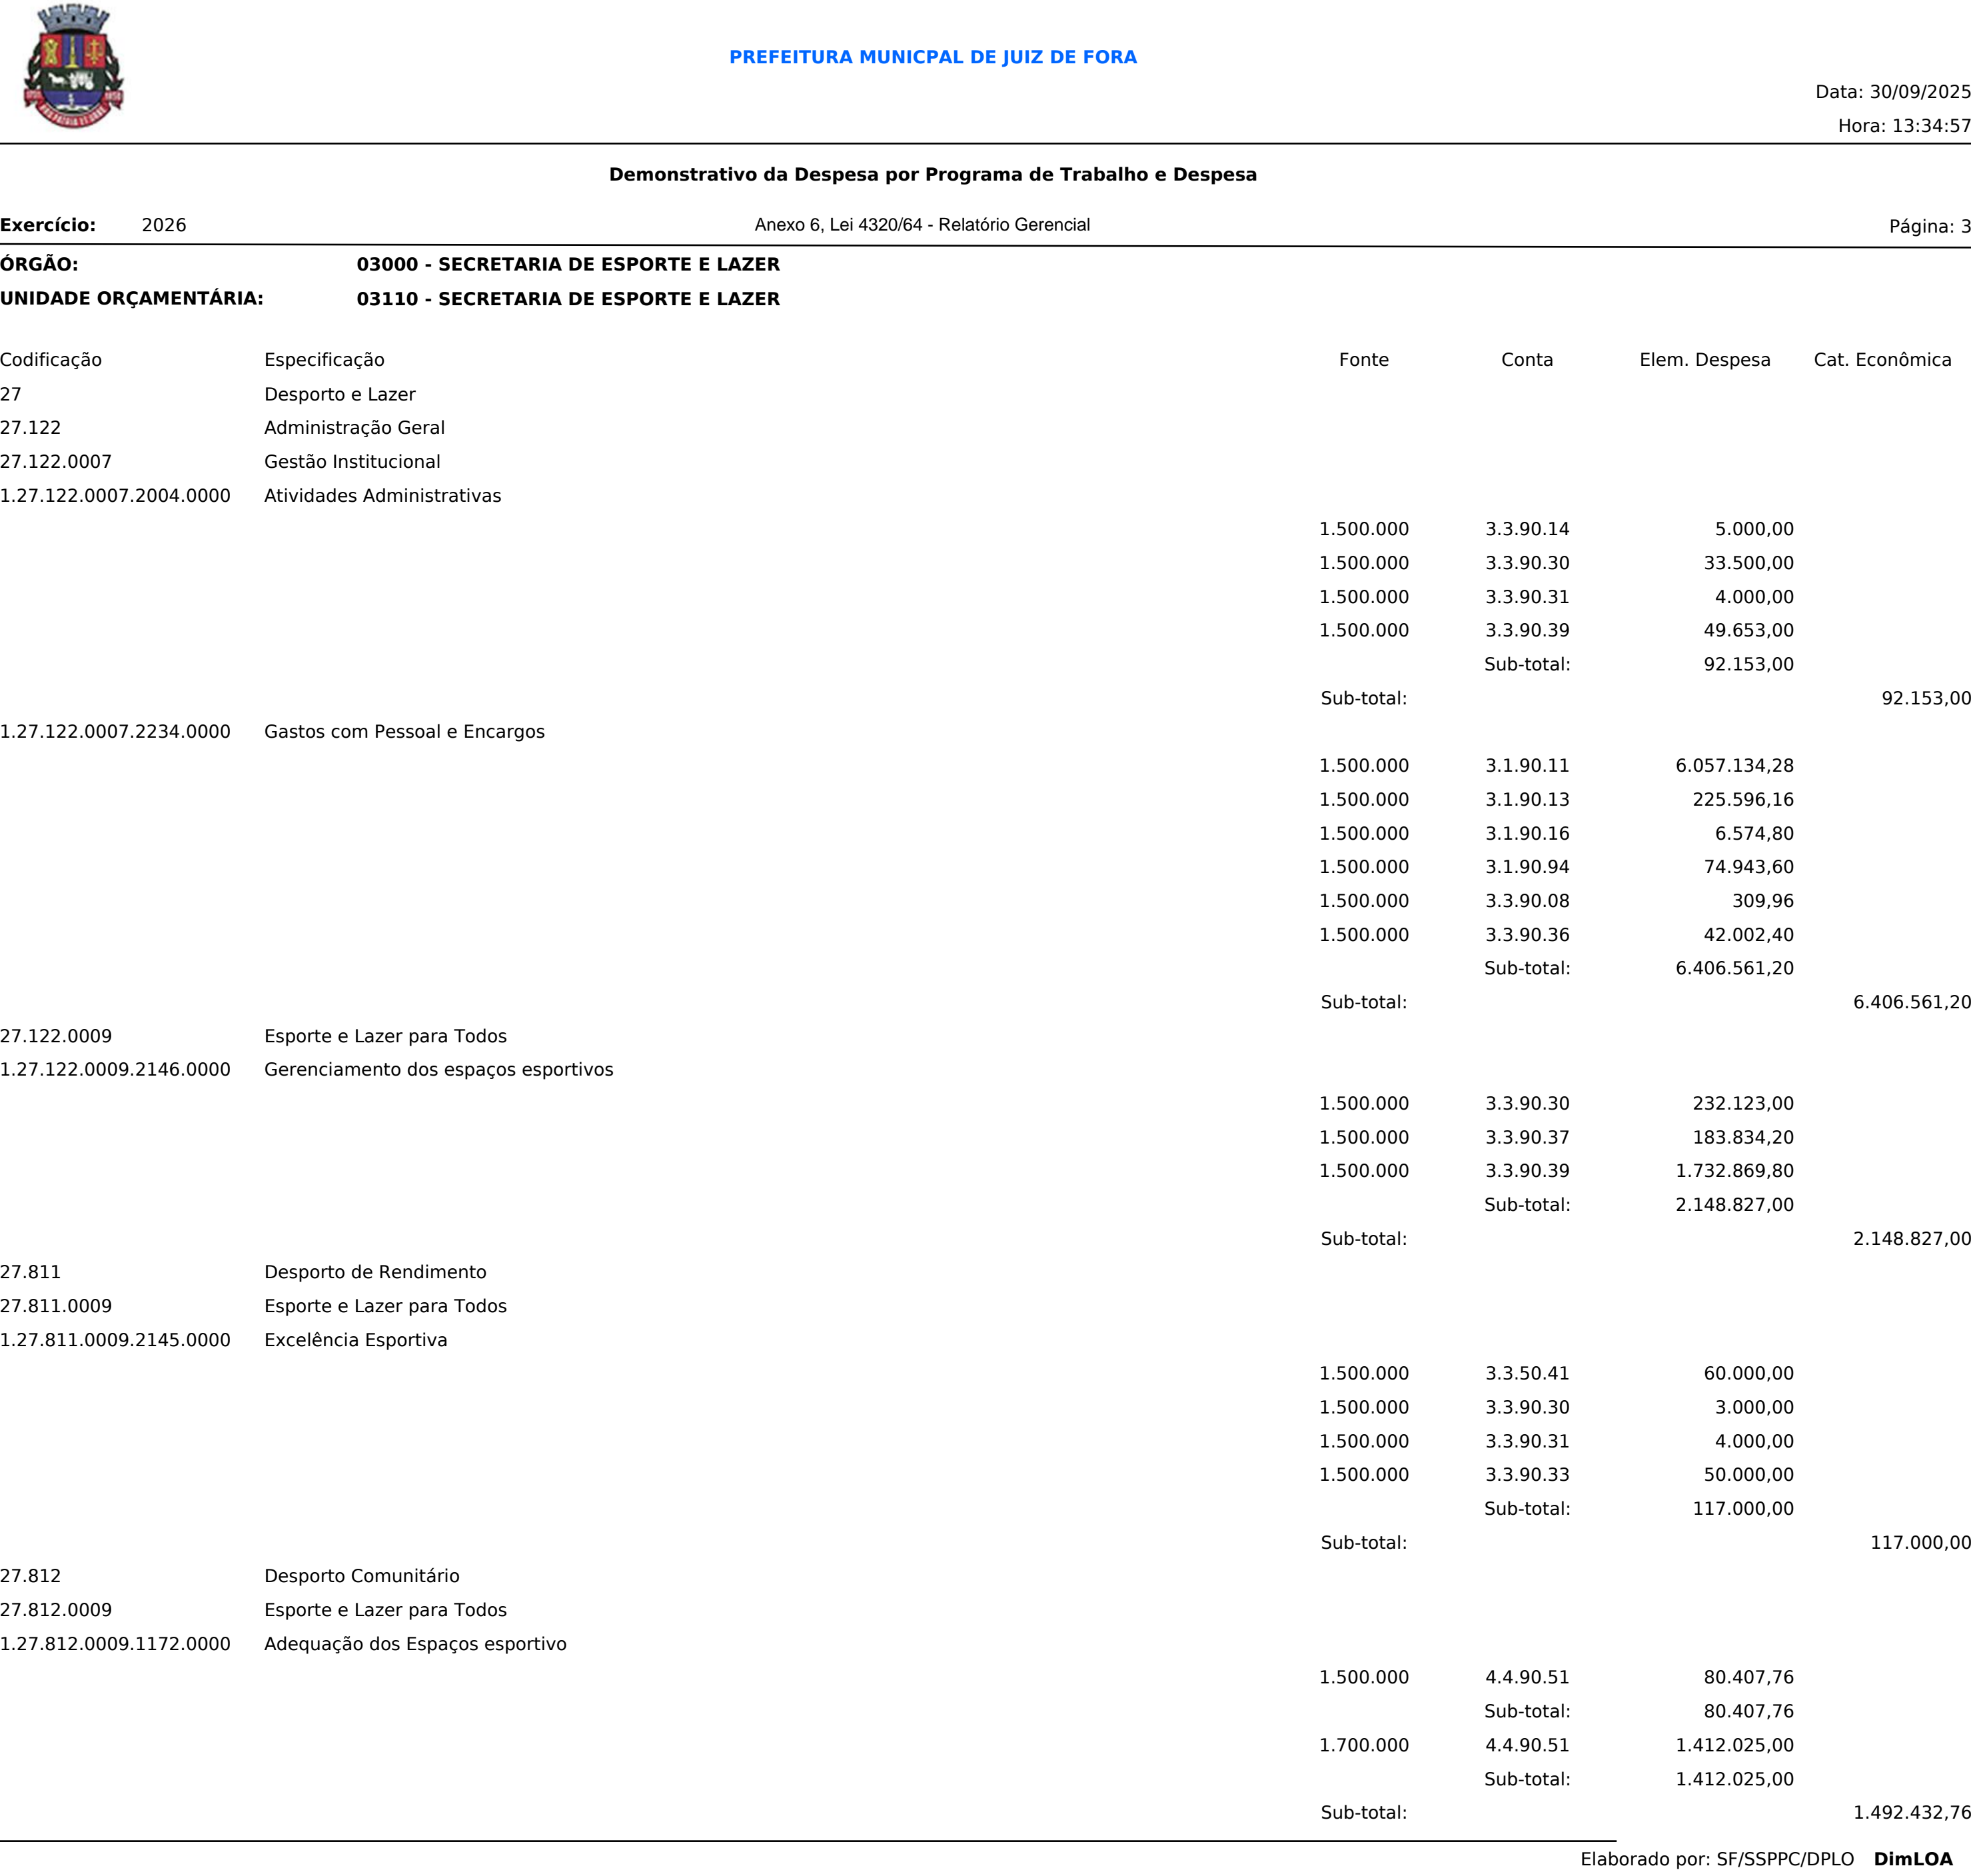 PREFEITURA MUNICPAL DE JUIZ DE FORA
Data: 30/09/2025
Hora: 13:34:57
Demonstrativo da Despesa por Programa de Trabalho e Despesa
Exercício: 2026 Anexo 6, Lei 4320/64 - Relatório Gerencial Página: 3
ÓRGÃO: 03000 - SECRETARIA DE ESPORTE E LAZER
UNIDADE ORÇAMENTÁRIA: 03110 - SECRETARIA DE ESPORTE E LAZER
Codificação Especificação Fonte Conta Elem. Despesa Cat. Econômica
27 Desporto e Lazer
27.122 Administração Geral
27.122.0007 Gestão Institucional
1.27.122.0007.2004.0000 Atividades Administrativas
1.500.000 3.3.90.14 5.000,00
1.500.000 3.3.90.30 33.500,00
1.500.000 3.3.90.31 4.000,00
1.500.000 3.3.90.39 49.653,00
Sub-total: 92.153,00
Sub-total: 92.153,00
1.27.122.0007.2234.0000 Gastos com Pessoal e Encargos
1.500.000 3.1.90.11 6.057.134,28
1.500.000 3.1.90.13 225.596,16
1.500.000 3.1.90.16 6.574,80
1.500.000 3.1.90.94 74.943,60
1.500.000 3.3.90.08 309,96
1.500.000 3.3.90.36 42.002,40
Sub-total: 6.406.561,20
Sub-total: 6.406.561,20
27.122.0009 Esporte e Lazer para Todos
1.27.122.0009.2146.0000 Gerenciamento dos espaços esportivos
1.500.000 3.3.90.30 232.123,00
1.500.000 3.3.90.37 183.834,20
1.500.000 3.3.90.39 1.732.869,80
Sub-total: 2.148.827,00
Sub-total: 2.148.827,00
27.811 Desporto de Rendimento
27.811.0009 Esporte e Lazer para Todos
1.27.811.0009.2145.0000 Excelência Esportiva
1.500.000 3.3.50.41 60.000,00
1.500.000 3.3.90.30 3.000,00
1.500.000 3.3.90.31 4.000,00
1.500.000 3.3.90.33 50.000,00
Sub-total: 117.000,00
Sub-total: 117.000,00
27.812 Desporto Comunitário
27.812.0009 Esporte e Lazer para Todos
1.27.812.0009.1172.0000 Adequação dos Espaços esportivo
1.500.000 4.4.90.51 80.407,76
Sub-total: 80.407,76
1.700.000 4.4.90.51 1.412.025,00
Sub-total: 1.412.025,00
Sub-total: 1.492.432,76
Elaborado por: SF/SSPPC/DPLO DimLOA